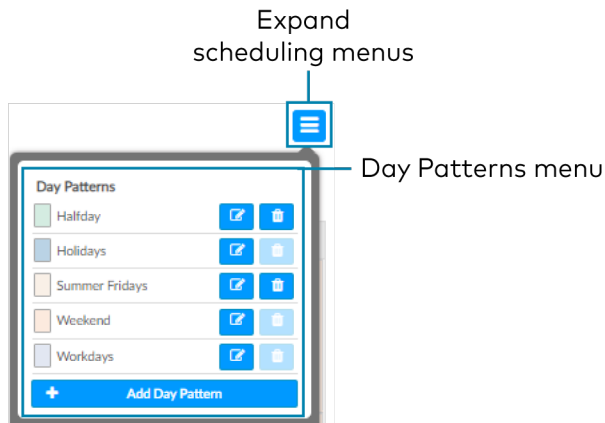 Expand
scheduling menus
Day Patterns menu
Day Patterns
Halfday
Holidays
Summer Fridays
Weekend
Workdays
+ Add Day Pattern